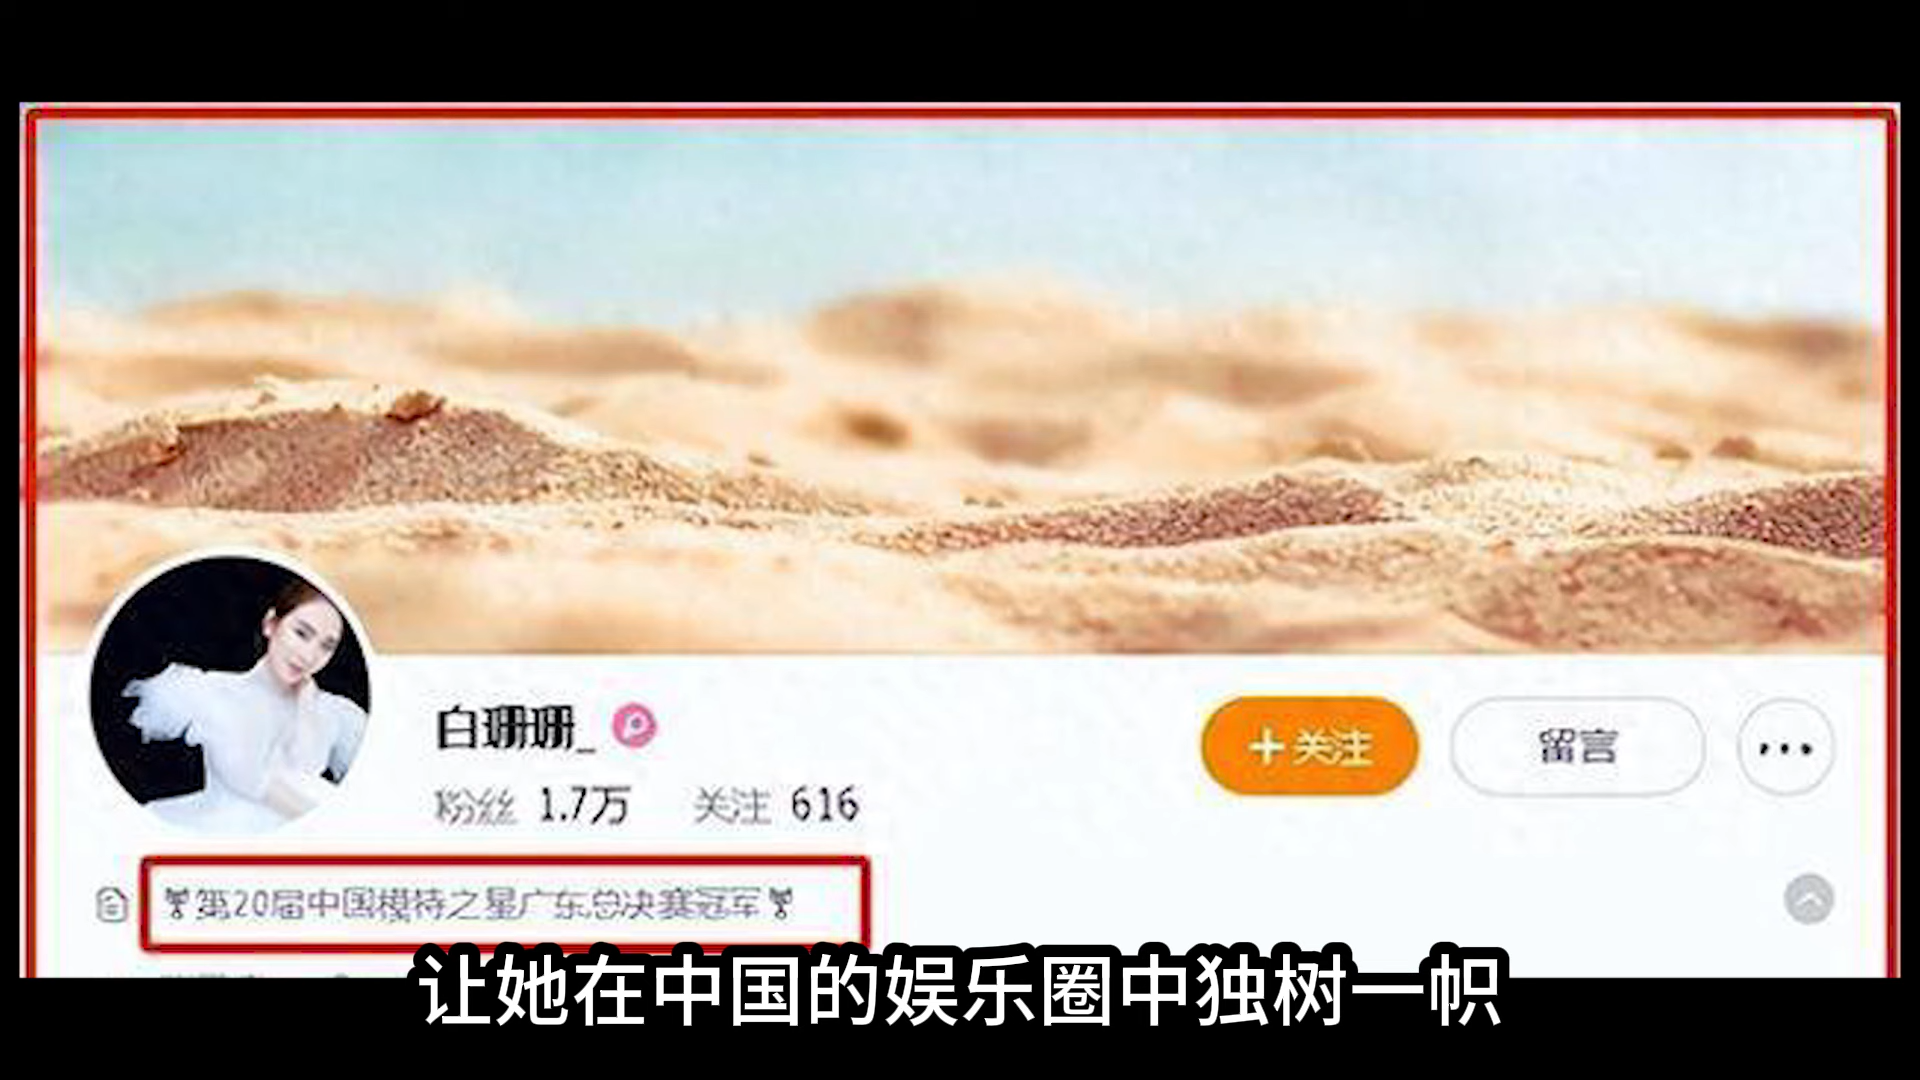 白珊珊_
粉丝 1.7万 关注 616
+关注
留言
第20届中国模特之星广东总决赛冠军
让她在中国的娱乐圈中独树一帜